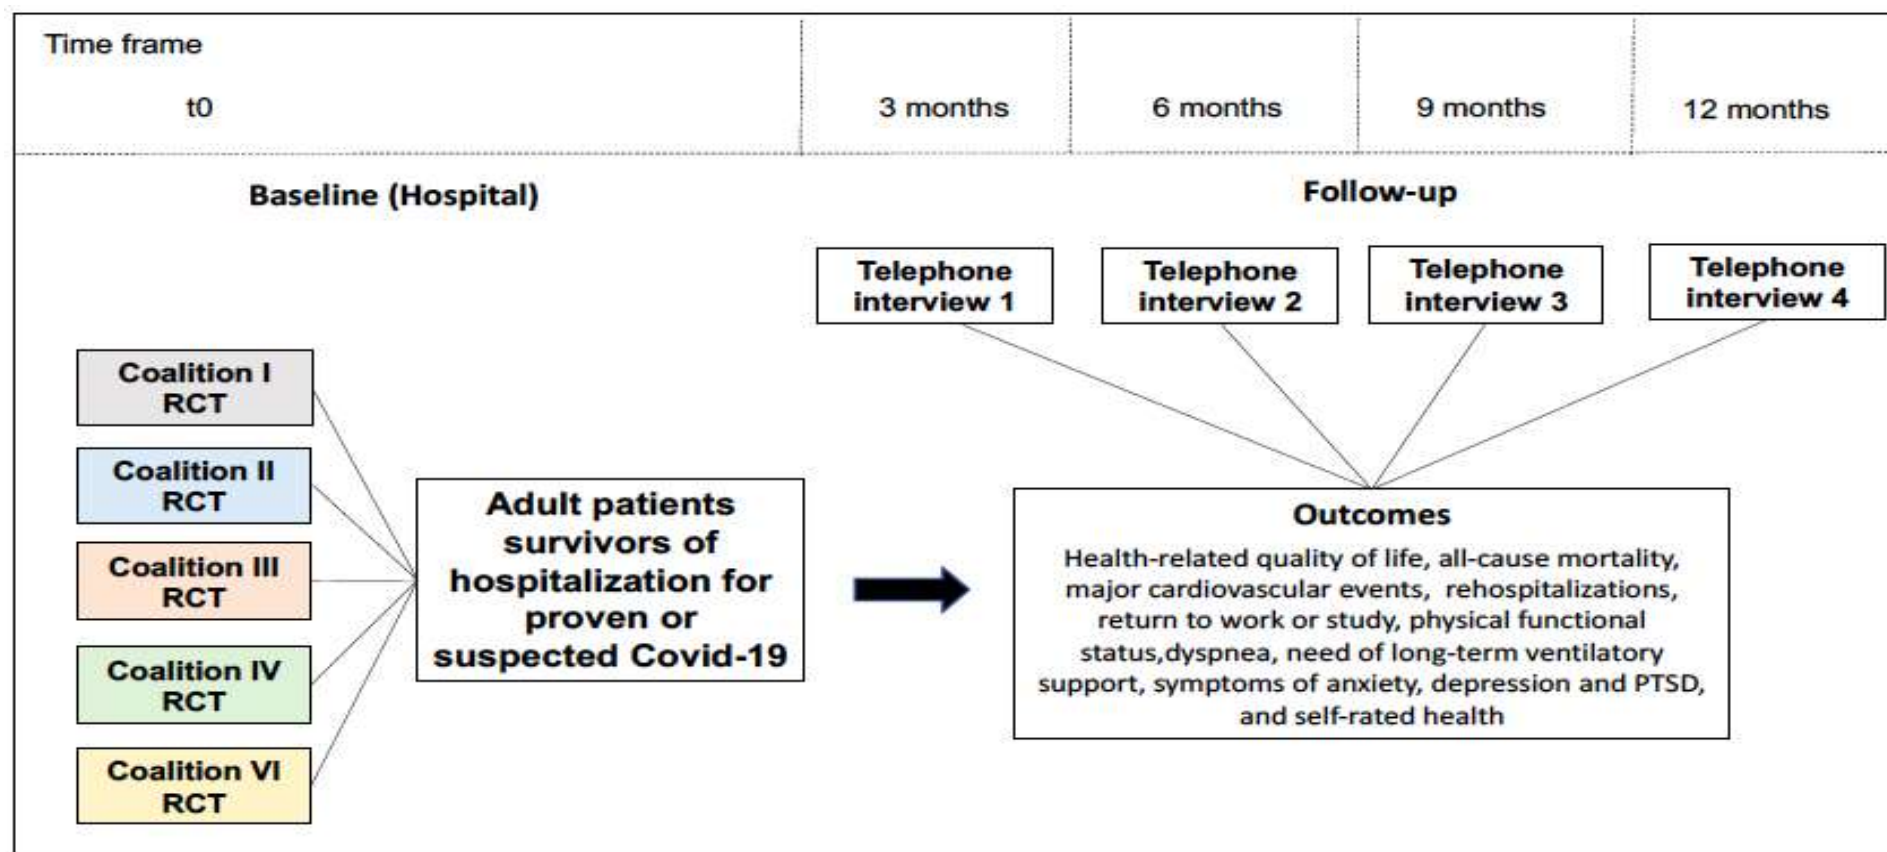 Time frame
t0
3 months
6 months
9 months
12 months
Baseline (Hospital)
Follow-up
Telephone
interview 1
Telephone
interview 2
Telephone
interview 3
Telephone
interview 4
Coalition I
RCT
Coalition II
RCT
Coalition III
RCT
Coalition IV
RCT
Coalition VI
RCT
Adult patients
survivors of
hospitalization for
proven or
suspected Covid-19
Outcomes
Health-related quality of life, all-cause mortality,
major cardiovascular events, rehospitalizations,
return to work or study, physical functional
status,dyspnea, need of long-term ventilatory
support, symptoms of anxiety, depression and PTSD,
and self-rated health